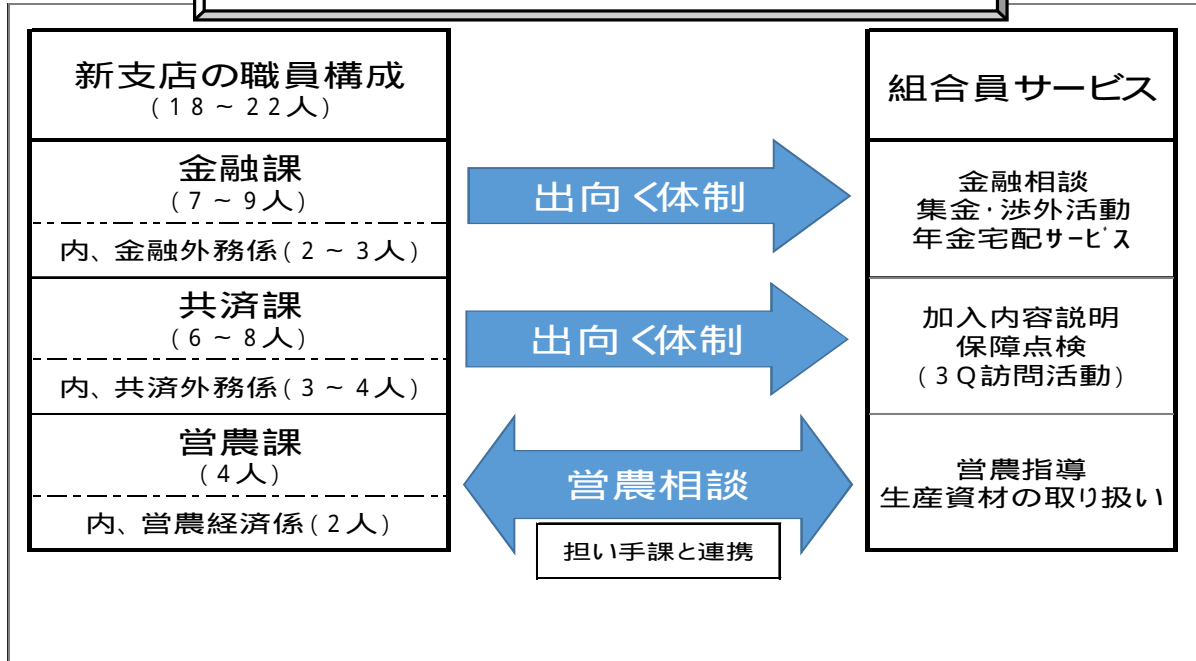 新支店の職員構成
(18~22人)
金融課
(7~9人)
内、金融外務係(2~3人)
共済課
(6~8人)
内、共済外務係(3~4人)
営農課
(4人)
内、営農経済係(2人)
出向く体制
出向く体制
営農相談
担い手課と連携
組合員サービス
金融相談
集金・渉外活動
年金宅配ｻｰﾋﾞｽ
加入内容説明
保障点検
(3Q訪問活動)
営農指導
生産資材の取り扱い